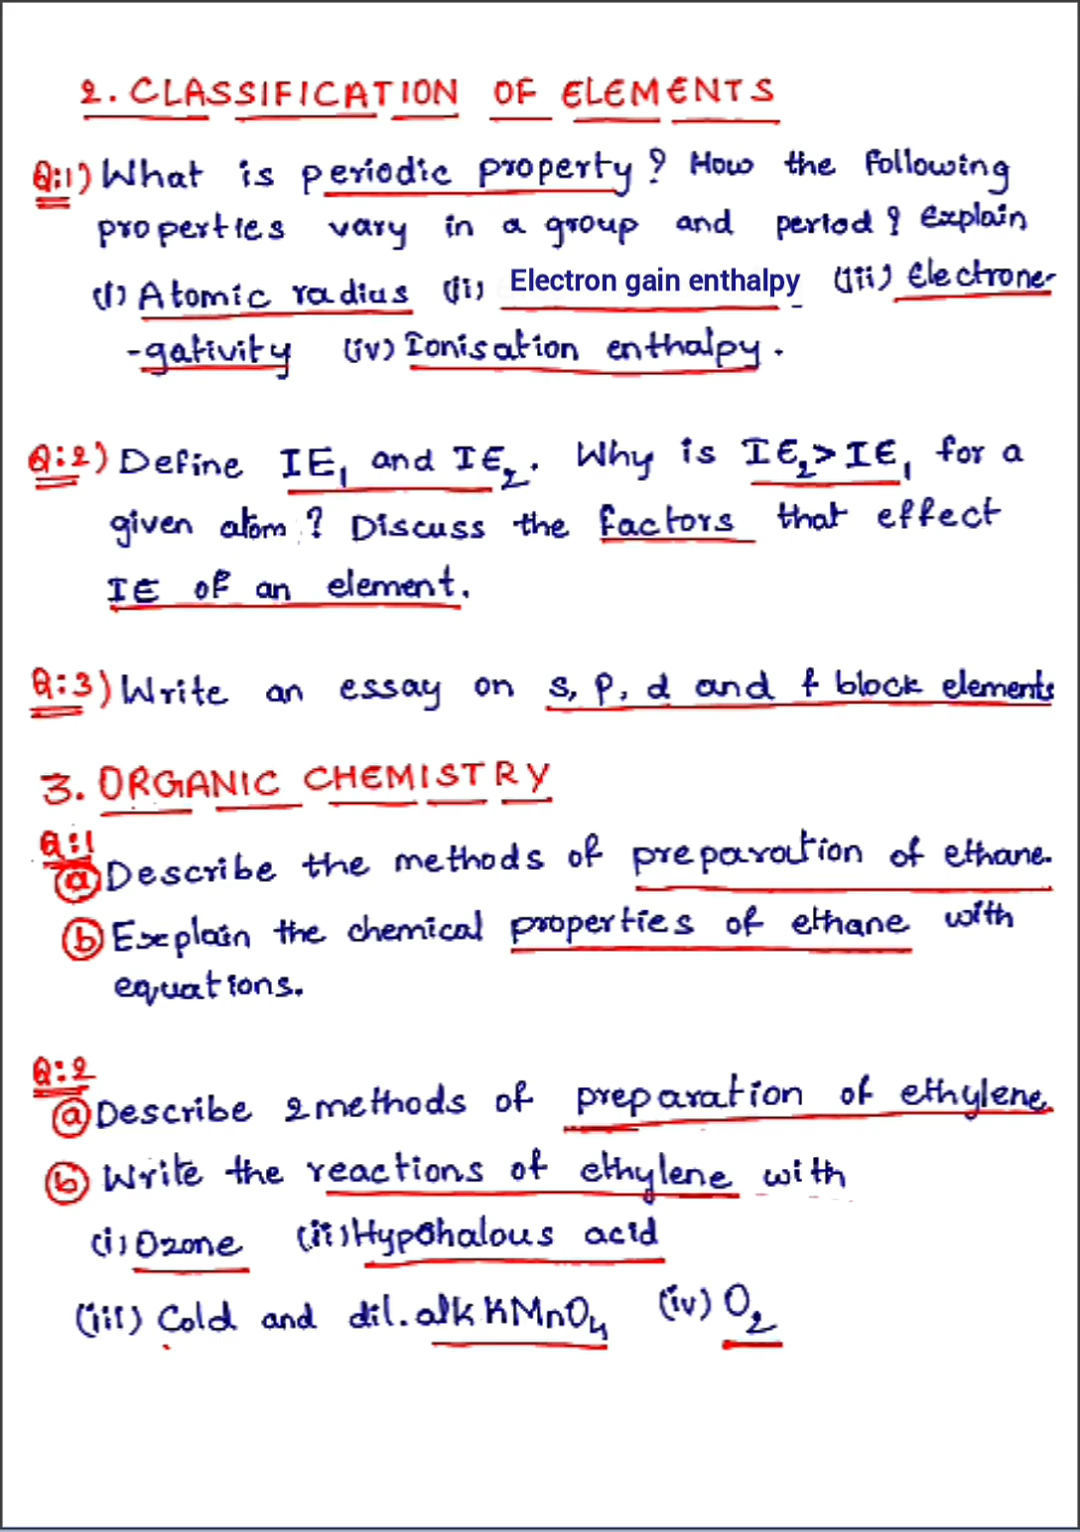 2. CLASSIFICATION OF ELEMENTS
Q:1) What is periodic property? How the following
properties vary in a group and period? Explain
(i) Atomic radius (ii) Electron gain enthalpy (iii) Electrone-
-gativity (iv) Ionisation enthalpy.
Q:2) Define IE₁ and IE₂. Why is IE₂>IE₁ for a
given atom? Discuss the factors that effect
IE of an element.
Q:3) Write an essay on s, p, d and f block elements
3. ORGANIC CHEMISTRY
Q:1
(a) Describe the methods of preparation of ethane.
(b) Explain the chemical properties of ethane with
equations.
Q:2
(a) Describe 2 methods of preparation of ethylene
(b) Write the reactions of ethylene with
(i) Ozone (ii) Hypohalous acid
(iii) Cold and dil. alk KMnO₄ (iv) O₂